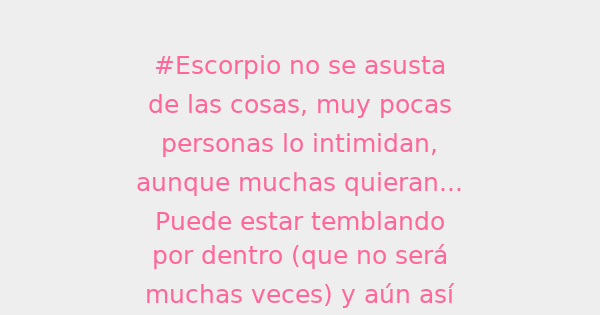 #Escorpio no se asusta
de las cosas, muy pocas
personas lo intimidan,
aunque muchas quieran...
Puede estar temblando
por dentro (que no será
muchas veces) y aún así